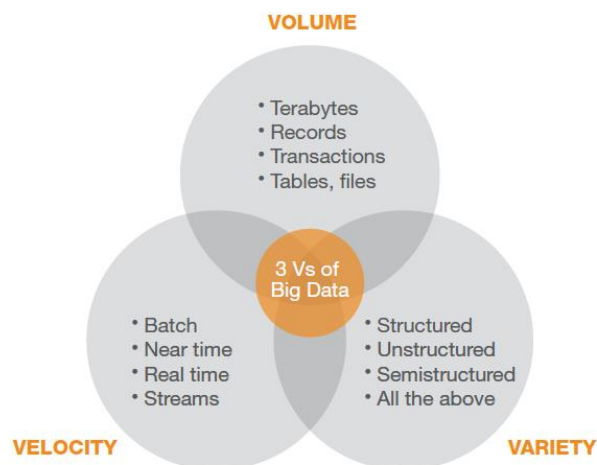 VOLUME
• Terabytes
• Records
• Transactions
• Tables, files
3 Vs of
Big Data
• Batch
• Near time
• Real time
• Streams
• Structured
• Unstructured
• Semistructured
• All the above
VELOCITY
VARIETY